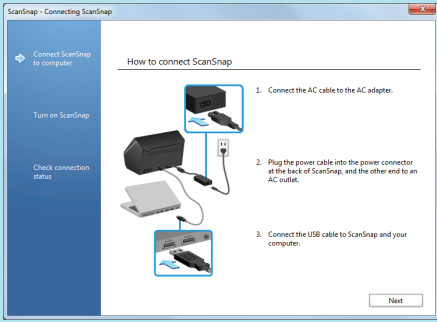 ScanSnap - Connecting ScanSnap
Connect ScanSnap
to computer
Turn on ScanSnap
Check connection
status
How to connect ScanSnap
1. Connect the AC cable to the AC adapter.
2. Plug the power cable into the power connector
at the back of ScanSnap, and the other end to an
AC outlet.
3. Connect the USB cable to ScanSnap and your
computer.
Next